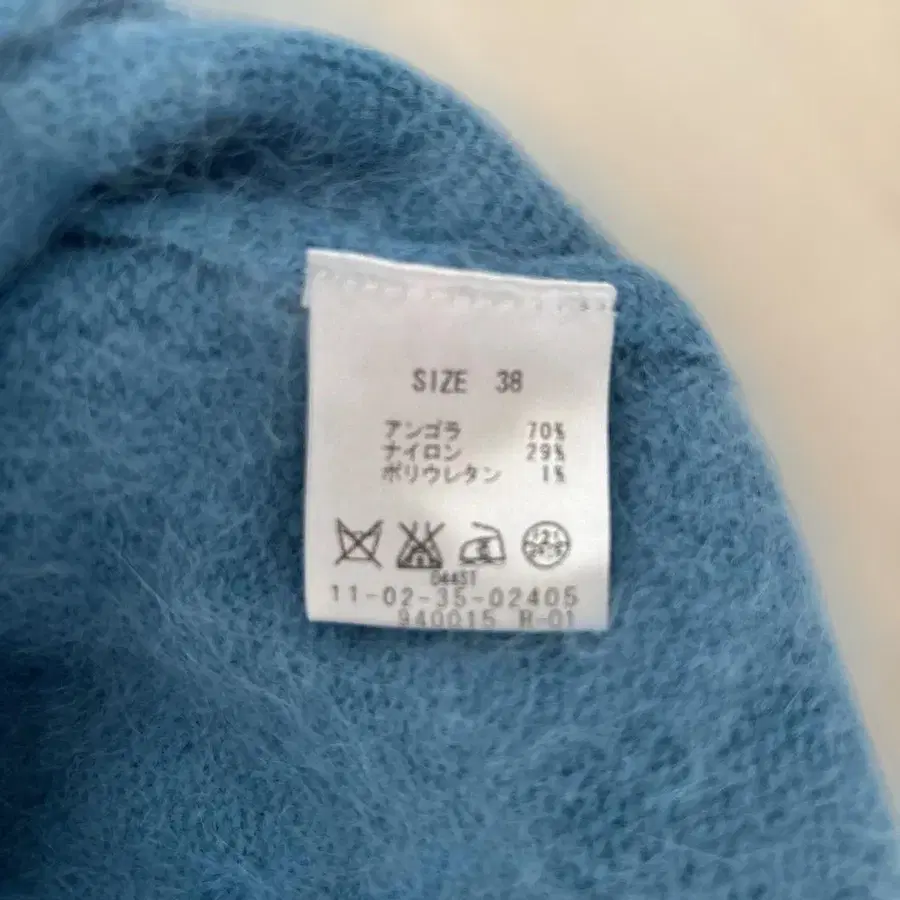 SIZE 38
アンゴラ 70%
ナイロン 29%
ポリウレタン 1%
04451
11-02-35-02405
940015 R-01